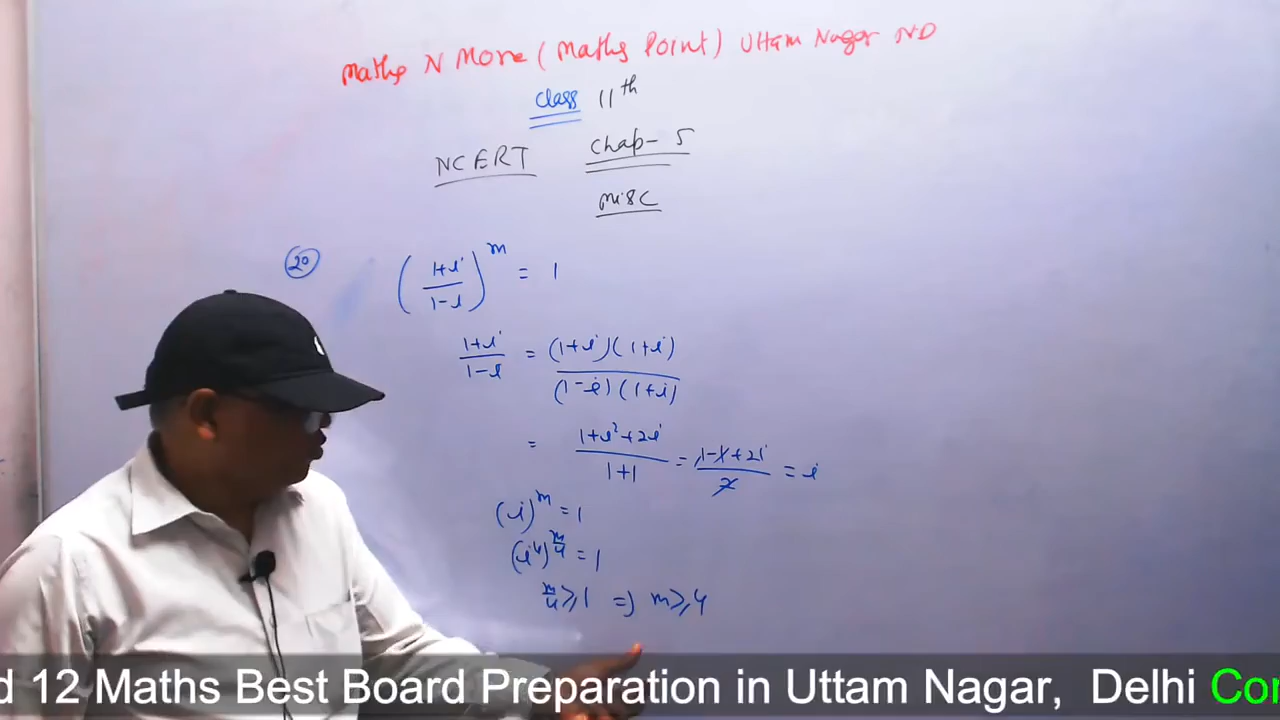 Maths N More (Maths Point) Uttam Nagar ND
Class 11th
NCERT Chap- 5
Misc
20 ((1+i)/(1-i))^m = 1
(1+i)/(1-i) = ((1+i)(1+i))/((1-i)(1+i))
= (1+i²+2i)/(1+1) = (1-1+2i)/2 = i
(i)^m = 1
(i⁴)^(m/4) = 1
m/4 ≥ 1 => m ≥ 4
d 12 Maths Best Board Preparation in Uttam Nagar, Delhi Cor